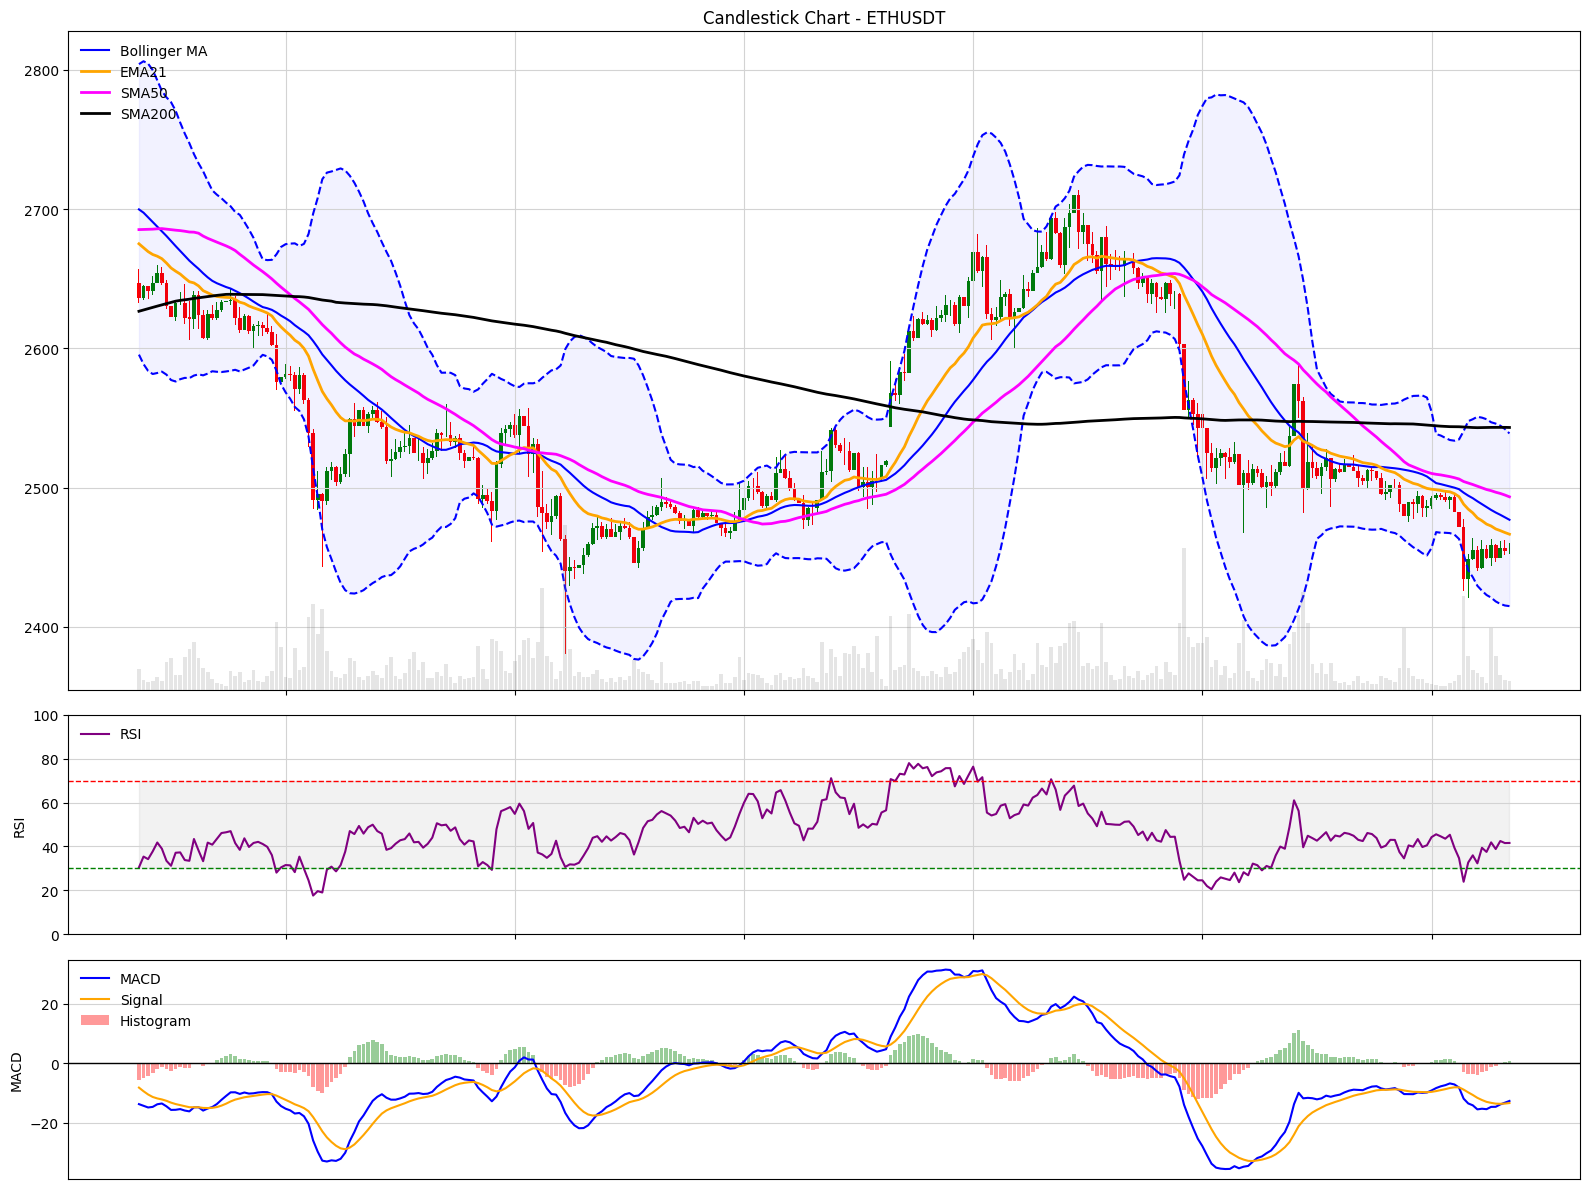 Candlestick Chart - ETHUSDT
Bollinger MA
EMA21
SMA50
SMA200
2800
2700
2600
2500
2400
RSI
100
80
60
40
20
0
RSI
MACD
Signal
Histogram
20
0
−20
MACD